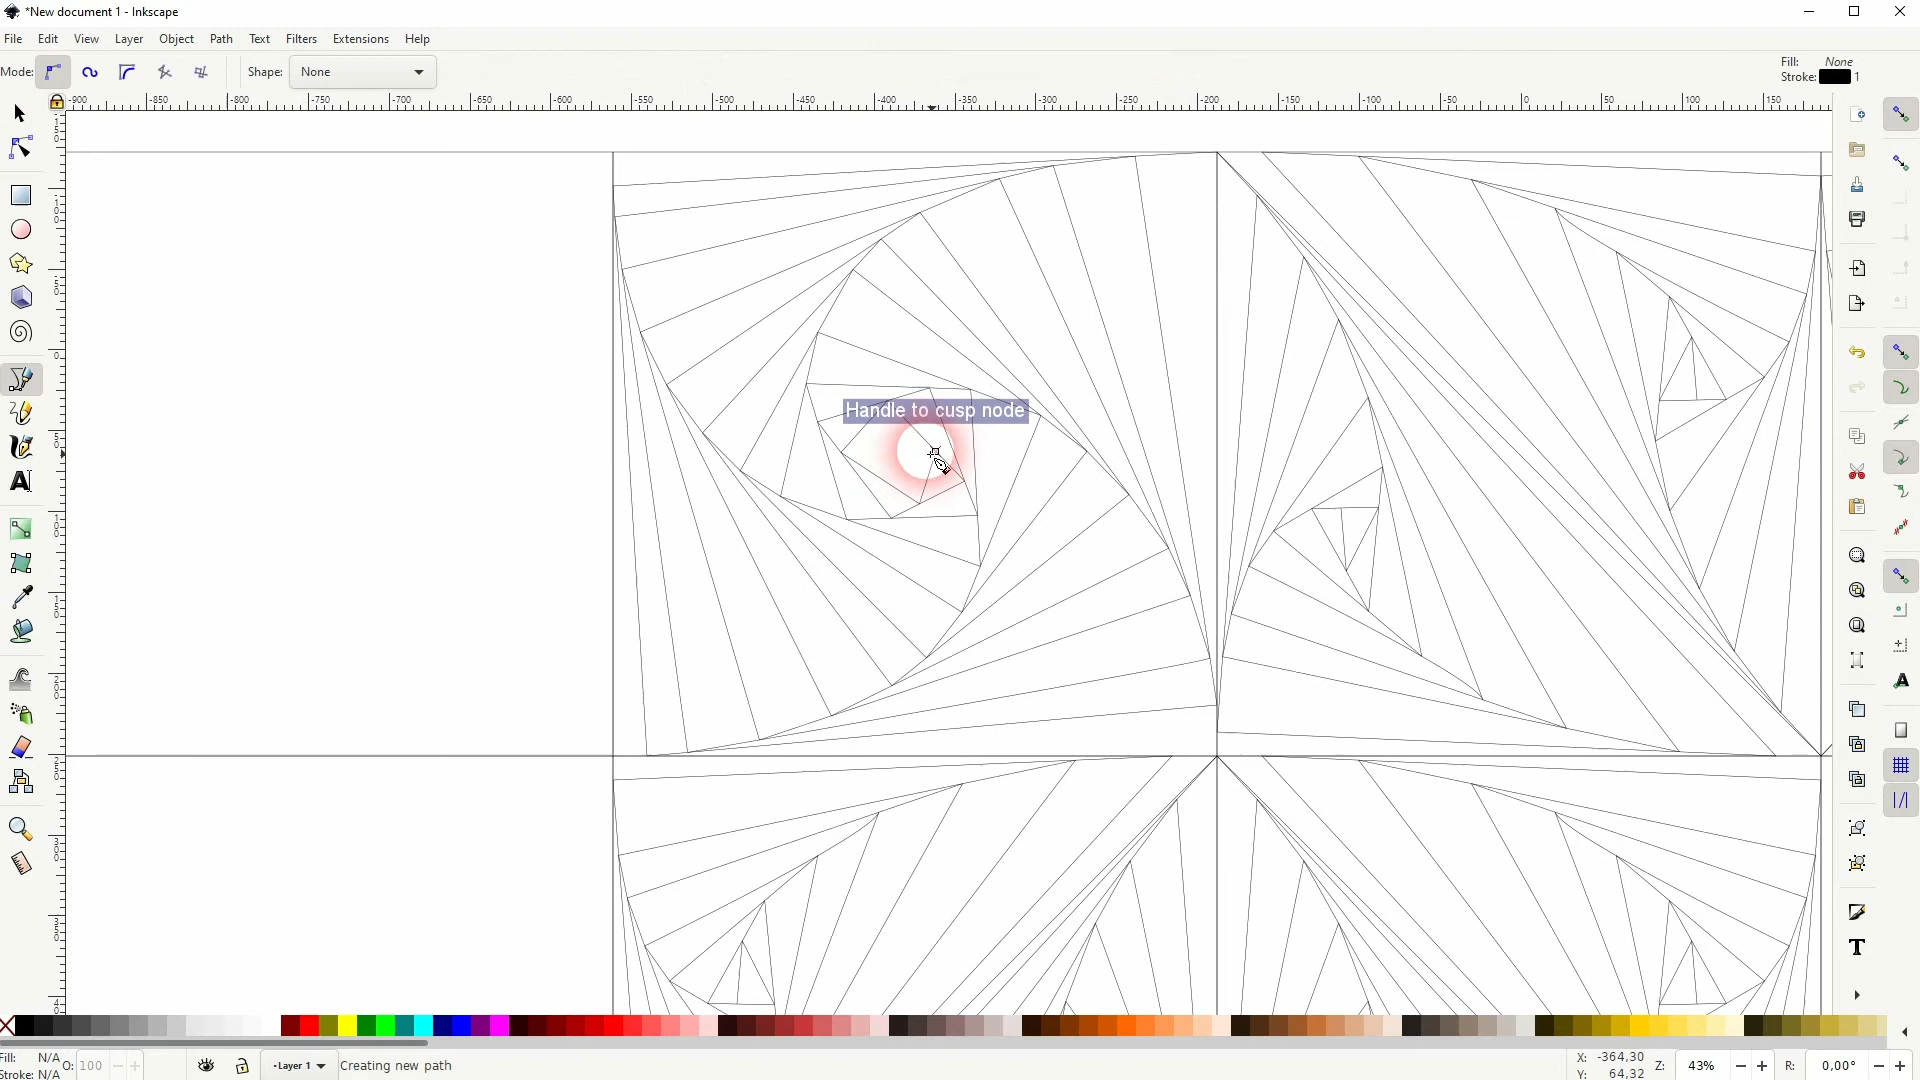 *New document 1 - Inkscape
File Edit View Layer Object Path Text Filters Extensions Help
Mode: Shape: None
Fill: None
Stroke: 1
-900 -850 -800 -750 -700 -650 -600 -550 -500 -450 -400 -350 -300 -250 -200 -150 -100 -50 0 50 100 150
Handle to cusp node
Fill: N/A O: 100
Stroke: N/A
Layer 1 Creating new path
X: -364,30
Y: 64,32
Z: 43% R: 0,00°